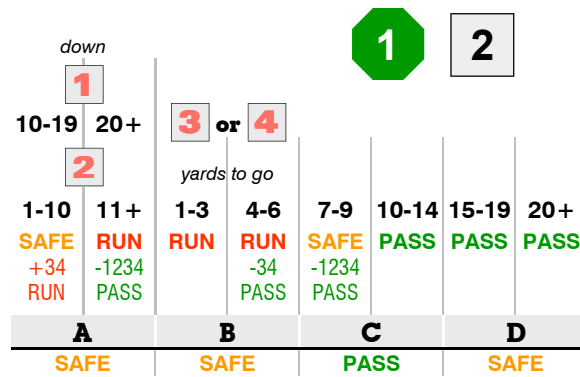 1 2
down
1
10-19 20+ 3 or 4
2 yards to go
1-10 11+ 1-3 4-6 7-9 10-14 15-19 20+
SAFE RUN RUN RUN SAFE PASS PASS PASS
+34 -1234 -34 -1234
RUN PASS PASS PASS
A B C D
SAFE SAFE PASS SAFE